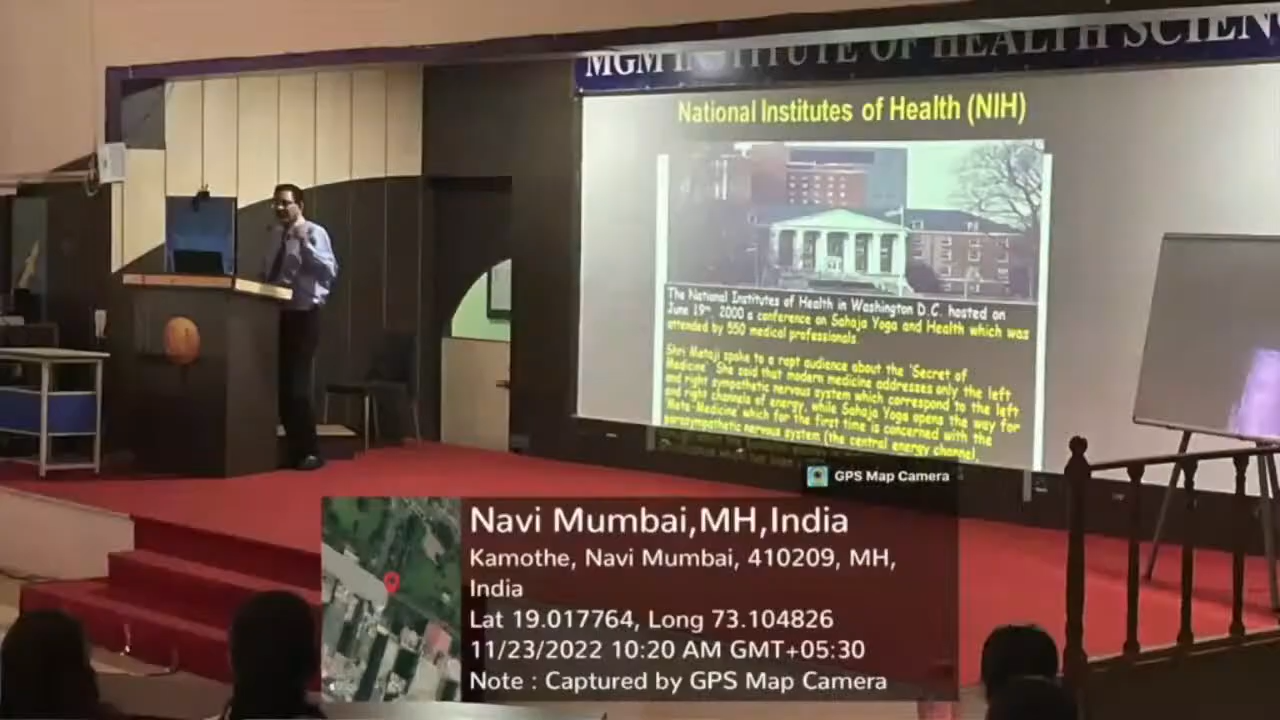 MGM INSTITUTE OF HEALTH SCIEN
National Institutes of Health (NIH)
The National Institutes of Health in Washington D.C. hosted on
June 19th, 2000 a conference on Sahaja Yoga and Health which was
attended by 550 medical professionals.
Shri Mataji spoke to a rapt audience about the 'Secret of
Medicine'. She said that modern medicine addresses only the left
and right sympathetic nervous system which correspond to the left
and right channels of energy, while Sahaja Yoga opens the way for
'Meta-Medicine' which for the first time is concerned with the
parasympathetic nervous system (the central energy channel,
GPS Map Camera
Navi Mumbai,MH,India
Kamothe, Navi Mumbai, 410209, MH,
India
Lat 19.017764, Long 73.104826
11/23/2022 10:20 AM GMT+05:30
Note : Captured by GPS Map Camera